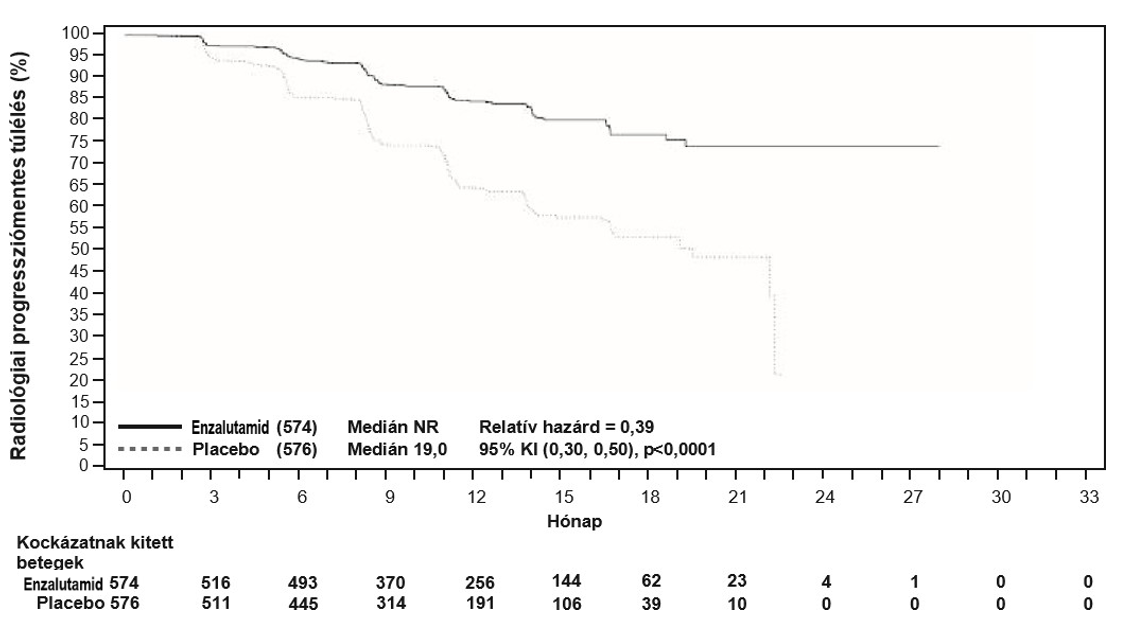 Radiológiai progressziómentes túlélés (%)
100
95
90
85
80
75
70
65
60
55
50
45
40
35
30
25
20
15
10
5
0
Enzalutamid (574) Medián NR Relatív hazárd = 0,39
Placebo (576) Medián 19,0 95% KI (0,30, 0,50), p<0,0001
0 3 6 9 12 15 18 21 24 27 30 33
Hónap
Kockázatnak kitett
betegek
Enzalutamid 574 516 493 370 256 144 62 23 4 1 0 0
Placebo 576 511 445 314 191 106 39 10 0 0 0 0